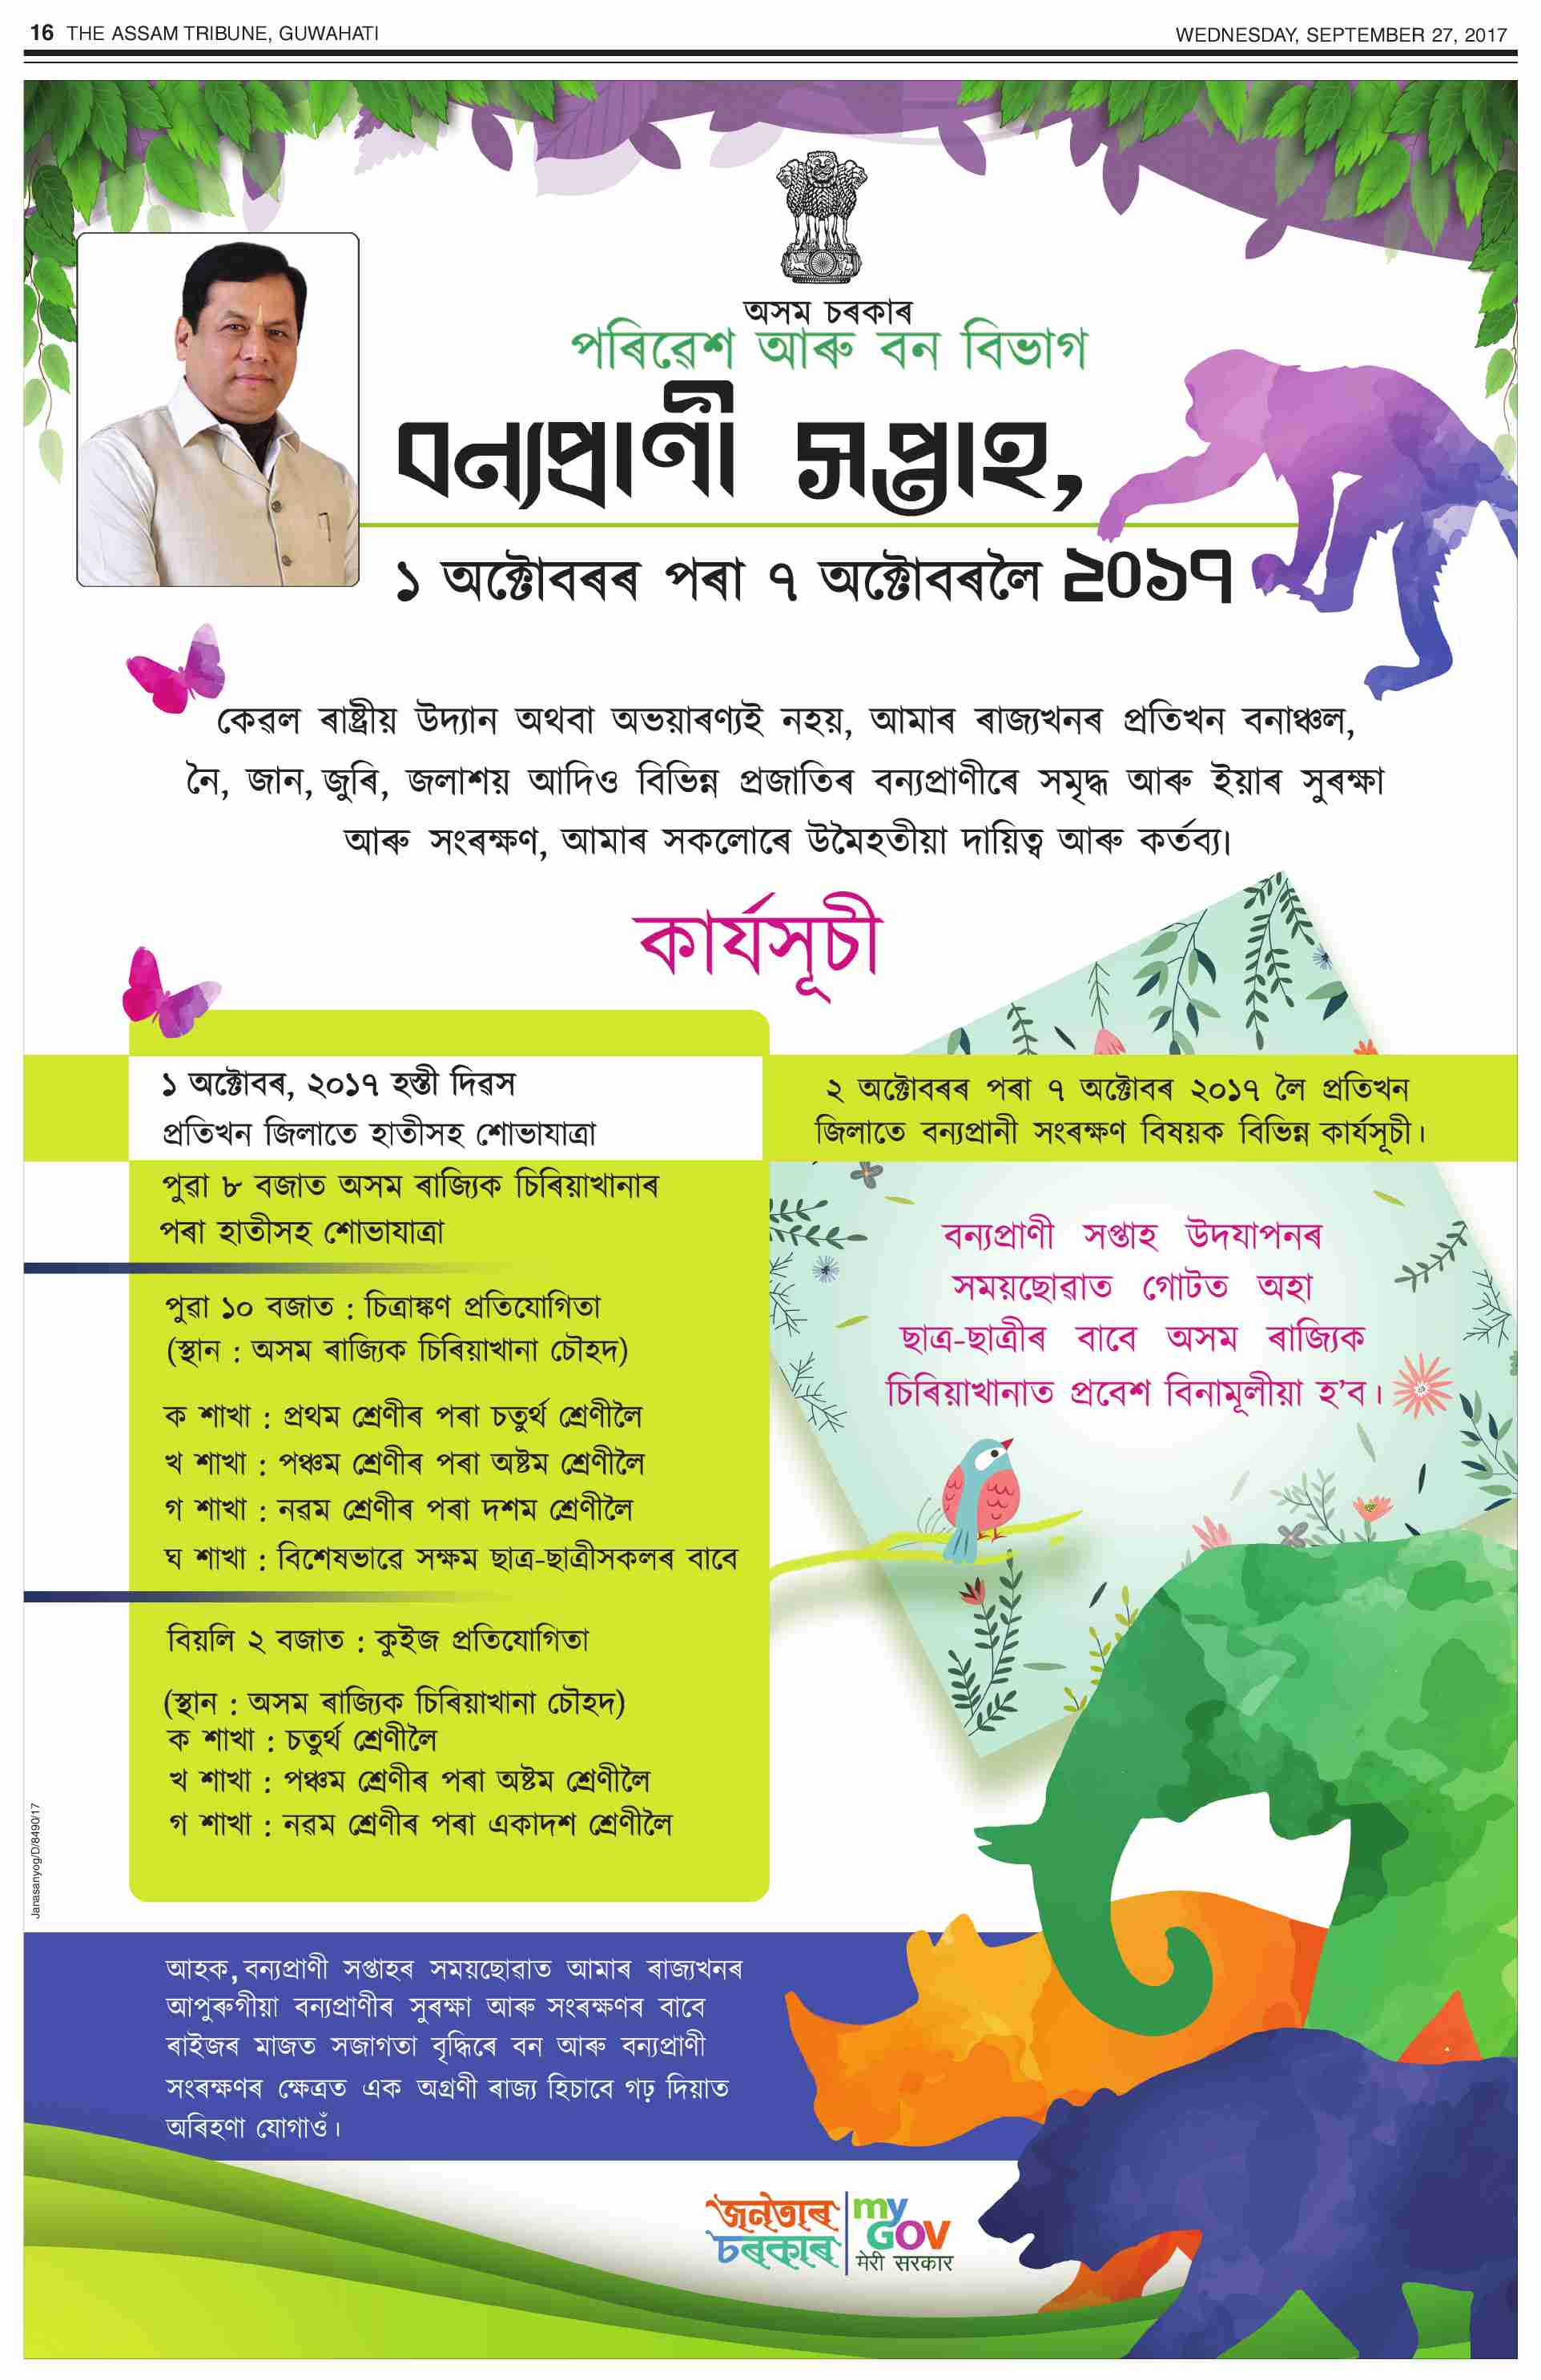 16 THE ASSAM TRIBUNE, GUWAHATI
WEDNESDAY, SEPTEMBER 27, 2017
অসম চৰকাৰ
পৰিৱেশ আৰু বন বিভাগ
বন্যপ্ৰাণী সপ্তাহ,
১ অক্টোবৰৰ পৰা ৭ অক্টোবৰলৈ ২০১৭
কেৱল ৰাষ্ট্ৰীয় উদ্যান অথবা অভয়াৰণ্যই নহয়, আমাৰ ৰাজ্যখনৰ প্ৰতিখন বনাঞ্চল,
নৈ, জান, জুৰি, জলাশয় আদিও বিভিন্ন প্ৰজাতিৰ বন্যপ্ৰাণীৰে সমৃদ্ধ আৰু ইয়াৰ সুৰক্ষা
আৰু সংৰক্ষণ, আমাৰ সকলোৰে উমৈহতীয়া দায়িত্ব আৰু কৰ্তব্য।
কাৰ্যসূচী
১ অক্টোবৰ, ২০১৭ হস্তী দিৱস
প্ৰতিখন জিলাতে হাতীসহ শোভাযাত্ৰা
পুৱা ৮ বজাত অসম ৰাজ্যিক চিৰিয়াখানাৰ
পৰা হাতীসহ শোভাযাত্ৰা
পুৱা ১০ বজাত : চিত্ৰাঙ্কণ প্ৰতিযোগিতা
(স্থান : অসম ৰাজ্যিক চিৰিয়াখানা চৌহদ)
ক শাখা : প্ৰথম শ্ৰেণীৰ পৰা চতুৰ্থ শ্ৰেণীলৈ
খ শাখা : পঞ্চম শ্ৰেণীৰ পৰা অষ্টম শ্ৰেণীলৈ
গ শাখা : নৱম শ্ৰেণীৰ পৰা দশম শ্ৰেণীলৈ
ঘ শাখা : বিশেষভাৱে সক্ষম ছাত্ৰ-ছাত্ৰীসকলৰ বাবে
বিয়লি ২ বজাত : কুইজ প্ৰতিযোগিতা
(স্থান : অসম ৰাজ্যিক চিৰিয়াখানা চৌহদ)
ক শাখা : চতুৰ্থ শ্ৰেণীলৈ
খ শাখা : পঞ্চম শ্ৰেণীৰ পৰা অষ্টম শ্ৰেণীলৈ
গ শাখা : নৱম শ্ৰেণীৰ পৰা একাদশ শ্ৰেণীলৈ
২ অক্টোবৰৰ পৰা ৭ অক্টোবৰ ২০১৭ লৈ প্ৰতিখন
জিলাতে বন্যপ্ৰানী সংৰক্ষণ বিষয়ক বিভিন্ন কাৰ্যসূচী।
বন্যপ্ৰাণী সপ্তাহ উদযাপনৰ
সময়ছোৱাত গোটত অহা
ছাত্ৰ-ছাত্ৰীৰ বাবে অসম ৰাজ্যিক
চিৰিয়াখানাত প্ৰবেশ বিনামূলীয়া হ'ব।
Janasanyog/D/8490/17
আহক, বন্যপ্ৰাণী সপ্তাহৰ সময়ছোৱাত আমাৰ ৰাজ্যখনৰ
আপুৰুগীয়া বন্যপ্ৰাণীৰ সুৰক্ষা আৰু সংৰক্ষণৰ বাবে
ৰাইজৰ মাজত সজাগতা বৃদ্ধিৰে বন আৰু বন্যপ্ৰাণী
সংৰক্ষণৰ ক্ষেত্ৰত এক অগ্ৰণী ৰাজ্য হিচাবে গঢ় দিয়াত
অৰিহণা যোগাওঁ।
জনতাৰ
চৰকাৰ
my
GOV
मेरी सरकार